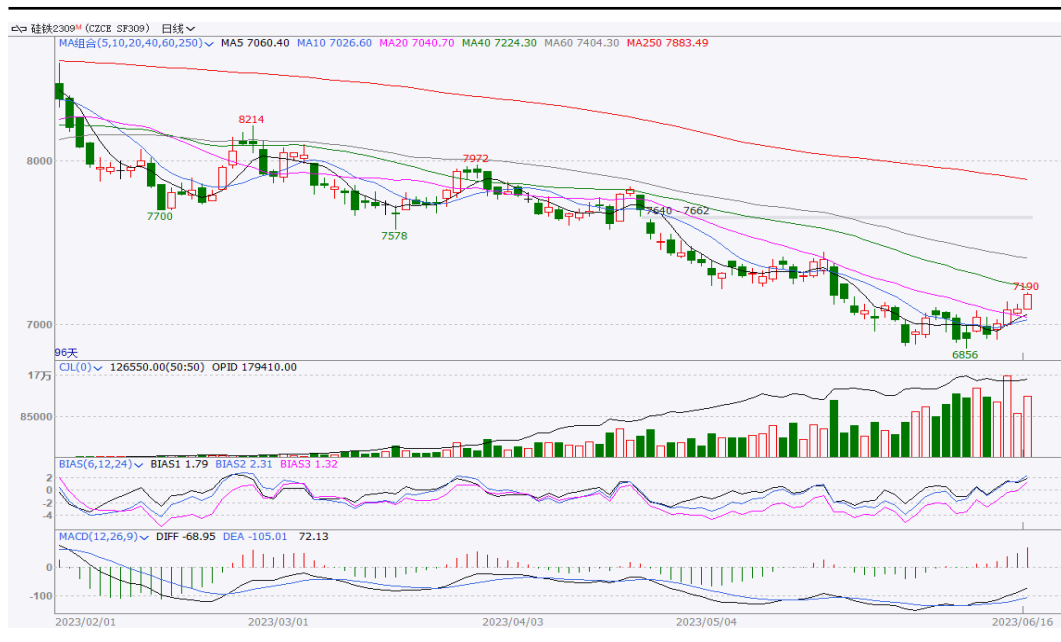 硅铁2309ᴹ (CZCE SF309) 日线
MA组合(5,10,20,40,60,250) MA5 7060.40 MA10 7026.60 MA20 7040.70 MA40 7224.30 MA60 7404.30 MA250 7883.49
8214
8000
7972
7700
7640 - 7662
7578
7190
7000
6856
96天
CJL(0) 126550.00(50:50) OPID 179410.00
17万
85000
BIAS(6,12,24) BIAS1 1.79 BIAS2 2.31 BIAS3 1.32
2
0
-2
-4
MACD(12,26,9) DIFF -68.95 DEA -105.01 72.13
0
-100
2023/02/01 2023/03/01 2023/04/03 2023/05/04 2023/06/16